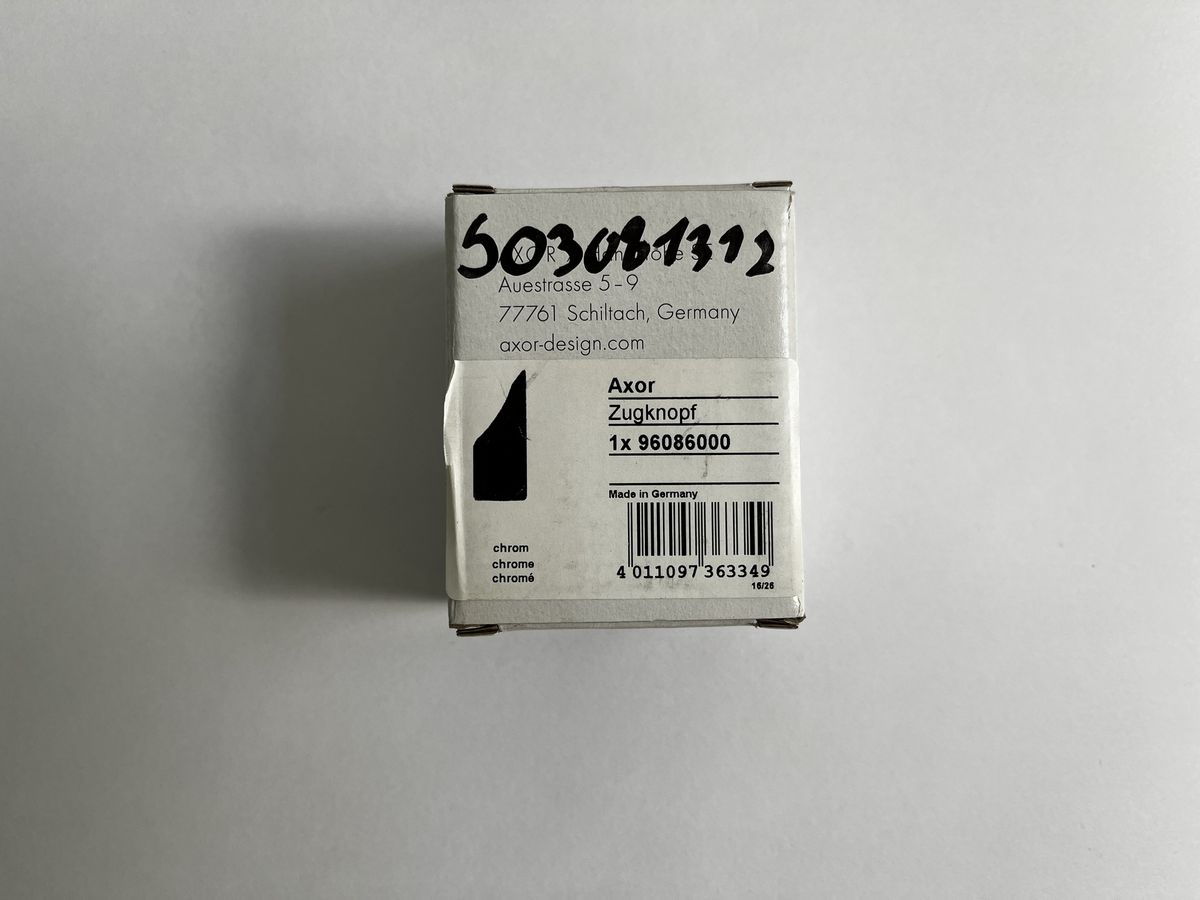 503081312
Auestrasse 5–9
77761 Schiltach, Germany
axor-design.com
Axor
Zugknopf
1x 96086000
Made in Germany
chrom
chrome
chromé
4 011097 363349
16/26